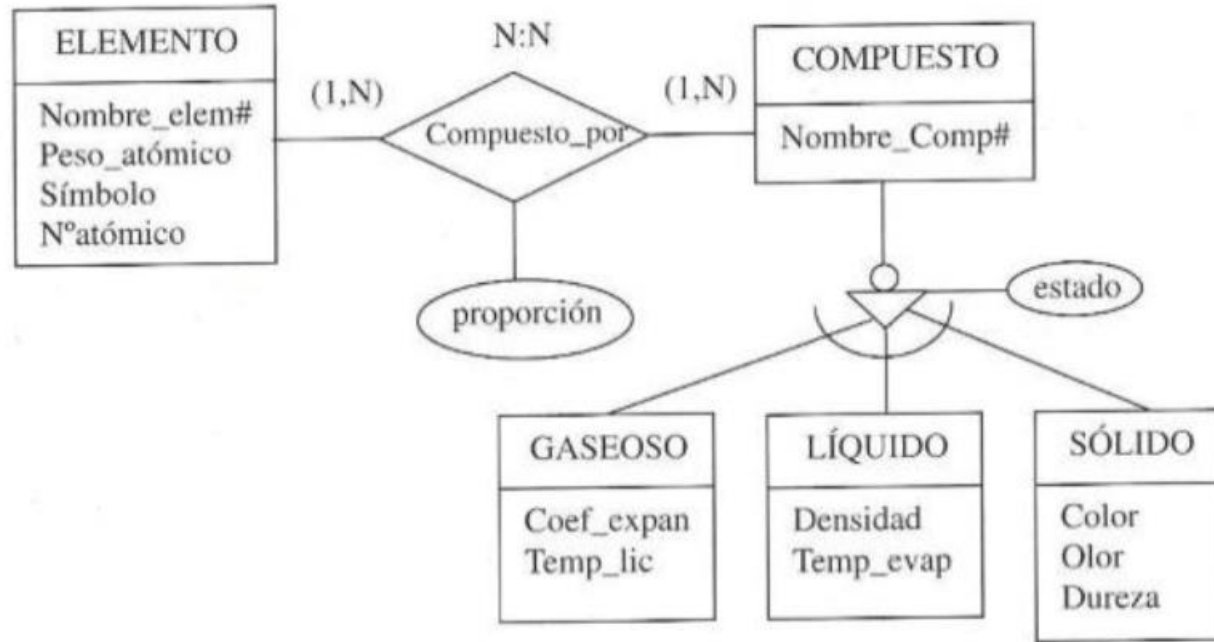 ELEMENTO
Nombre_elem#
Peso_atómico
Símbolo
Nºatómico
N:N
(1,N)
Compuesto_por
(1,N)
proporción
COMPUESTO
Nombre_Comp#
estado
GASEOSO
Coef_expan
Temp_lic
LÍQUIDO
Densidad
Temp_evap
SÓLIDO
Color
Olor
Dureza